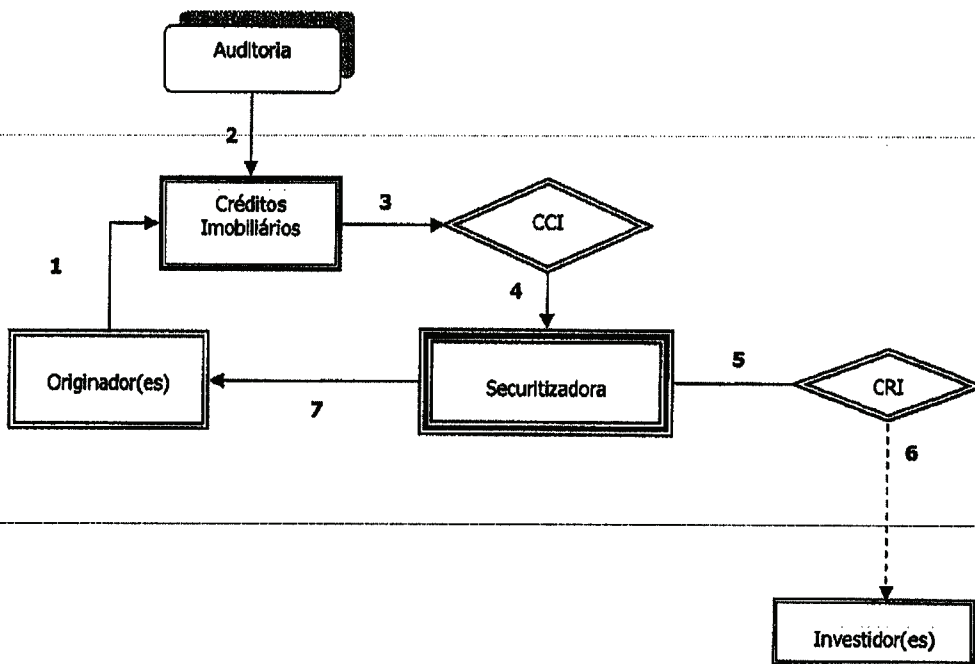 Auditoria
2
Créditos
Imobiliários
3
CCI
1
4
Originador(es)
Securitizadora
5
CRI
7
6
Investidor(es)